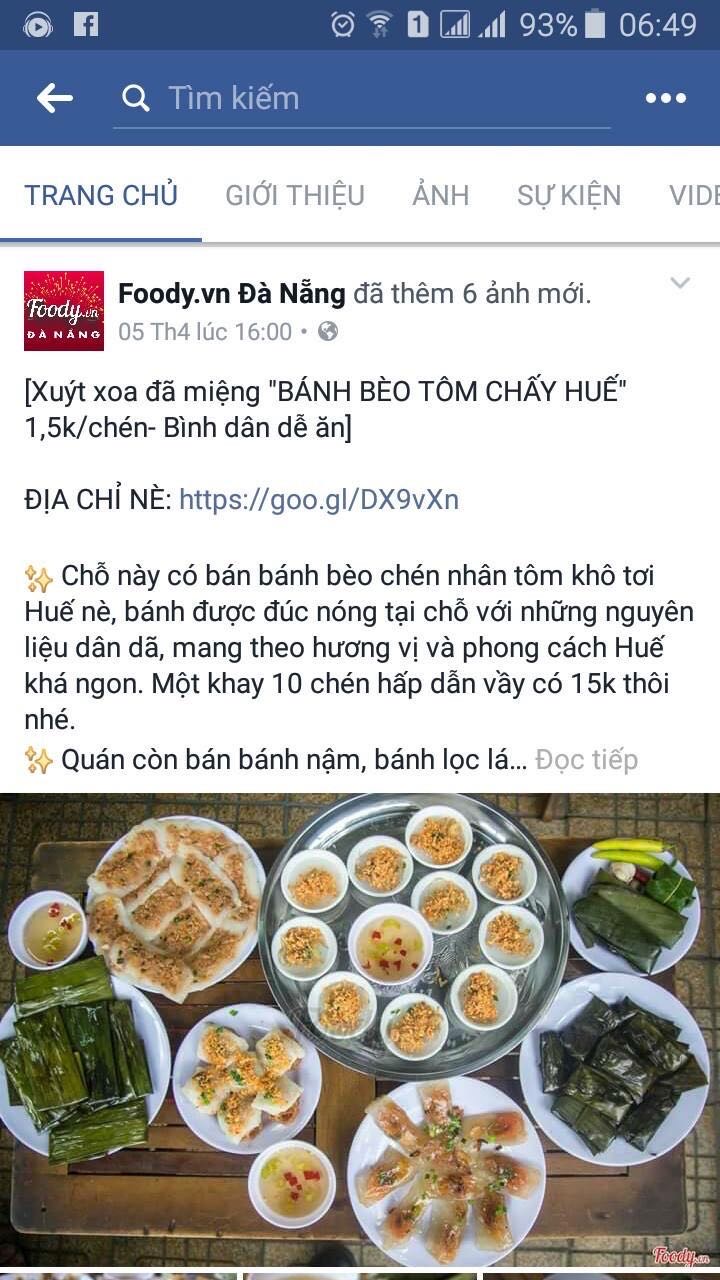 1 93% 06:49
Tìm kiếm
TRANG CHỦ GIỚI THIỆU ẢNH SỰ KIỆN VIDE
Foody.vn Đà Nẵng đã thêm 6 ảnh mới.
05 Th4 lúc 16:00 •
Foody.vn
ĐÀ NẴNG
[Xuýt xoa đã miệng "BÁNH BÈO TÔM CHẤY HUẾ"
1,5k/chén- Bình dân dễ ăn]
ĐỊA CHỈ NÈ: https://goo.gl/DX9vXn
✨ Chỗ này có bán bánh bèo chén nhân tôm khô tơi
Huế nè, bánh được đúc nóng tại chỗ với những nguyên
liệu dân dã, mang theo hương vị và phong cách Huế
khá ngon. Một khay 10 chén hấp dẫn vầy có 15k thôi
nhé.
✨ Quán còn bán bánh nậm, bánh lọc lá... Đọc tiếp
Foody.vn